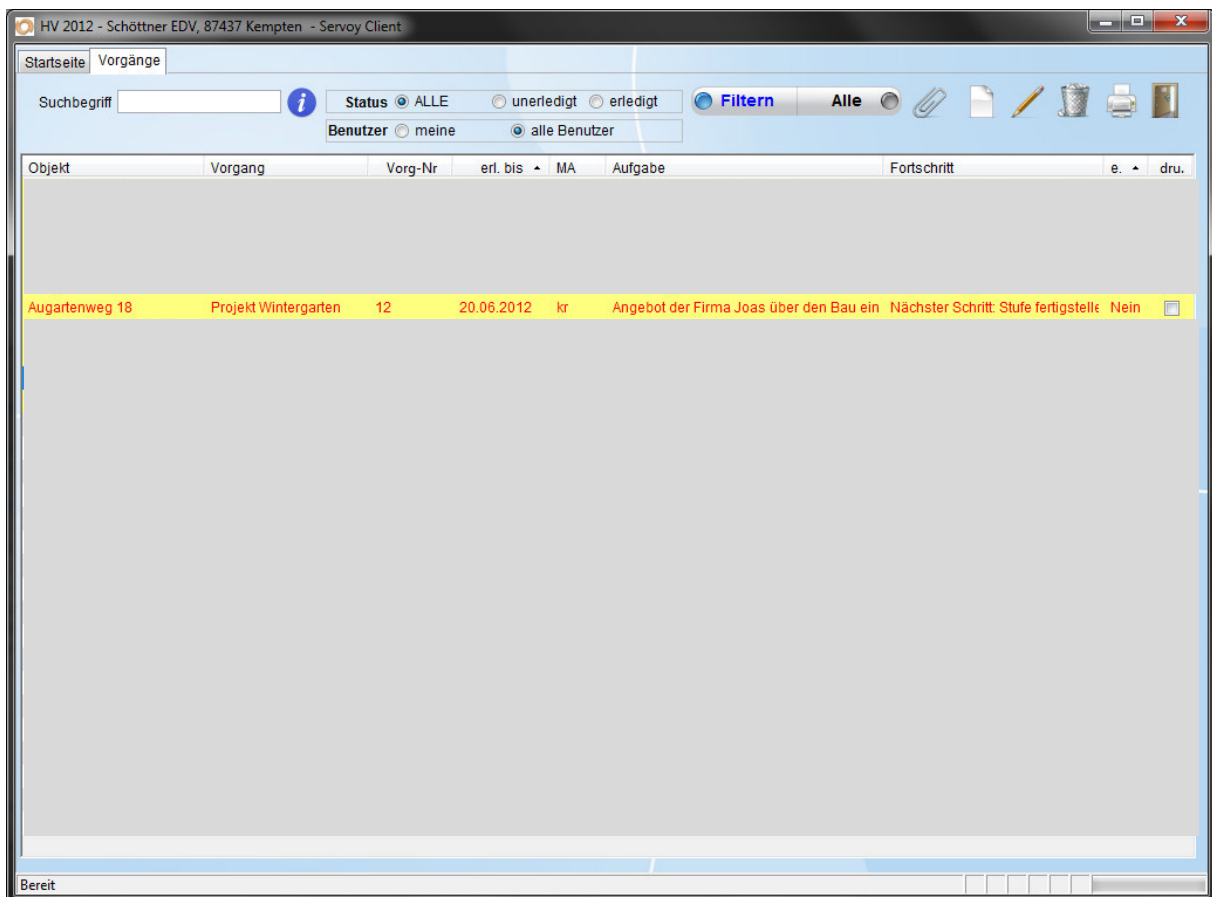 HV 2012 - Schöttner EDV, 87437 Kempten - Servoy Client
Startseite Vorgänge
Suchbegriff Status ALLE unerledigt erledigt Filtern Alle
Benutzer meine alle Benutzer
Objekt Vorgang Vorg-Nr erl. bis MA Aufgabe Fortschritt e. dru.
Augartenweg 18 Projekt Wintergarten 12 20.06.2012 kr Angebot der Firma Joas über den Bau ein Nächster Schritt: Stufe fertigstelle Nein
Bereit